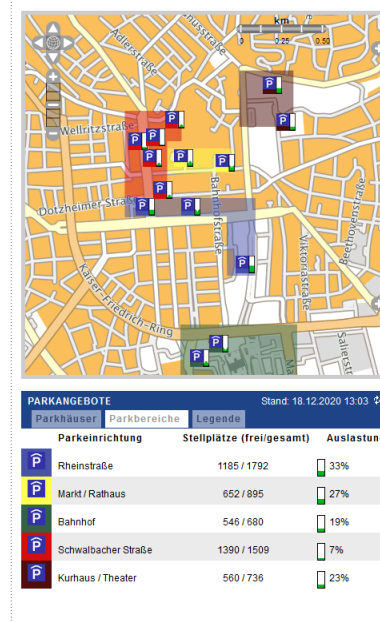 km
0 0.25 0.50
Adlerstraße
Wellritzstraße
Dotzheimer Straße
Bahnhofstraße
Beethovenstraße
Viktoriastraße
Kaiser-Friedrich-Ring
PARKANGEBOTE Stand: 18.12.2020 13:03
Parkhäuser Parkbereiche Legende
Parkeinrichtung Stellplätze (frei/gesamt) Auslastung
P Rheinstraße 1185 / 1792 33%
P Markt / Rathaus 652 / 895 27%
P Bahnhof 546 / 680 19%
P Schwalbacher Straße 1390 / 1509 7%
P Kurhaus / Theater 560 / 736 23%